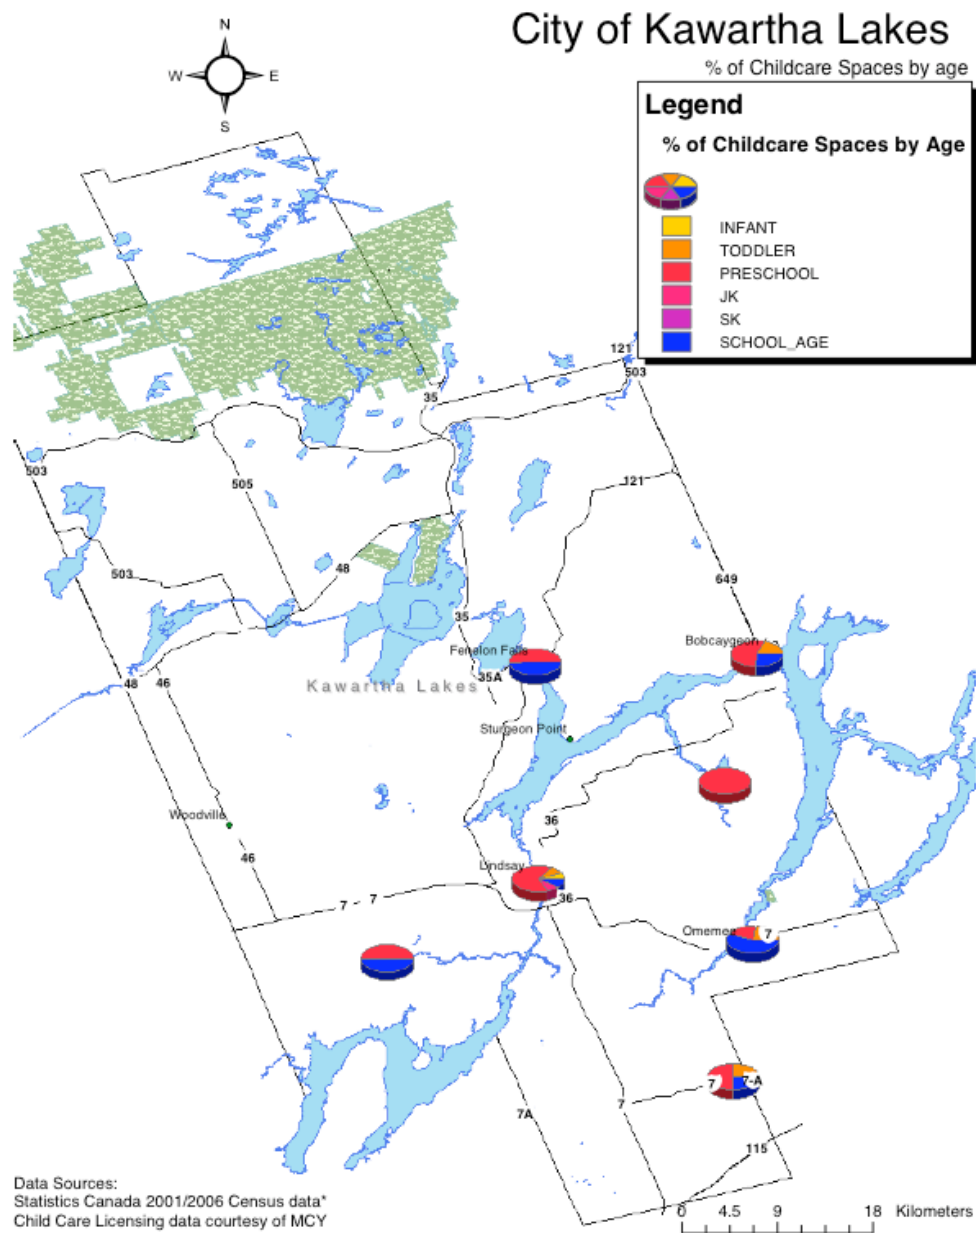 City of Kawartha Lakes
% of Childcare Spaces by age
N
W E
S
Legend
% of Childcare Spaces by Age
INFANT
TODDLER
PRESCHOOL
JK
SK
SCHOOL_AGE
121
503
35
503
505
121
48
503
649
35
Bobcaygeon
Fenelon Falls
35A
48 46
Kawartha Lakes
Sturgeon Point
Woodville
36
46
Lindsay
36
7 - 7
Omemee 7
7 7-A
7
7A
115
Data Sources:
Statistics Canada 2001/2006 Census data*
Child Care Licensing data courtesy of MCY
0 4.5 9 18 Kilometers